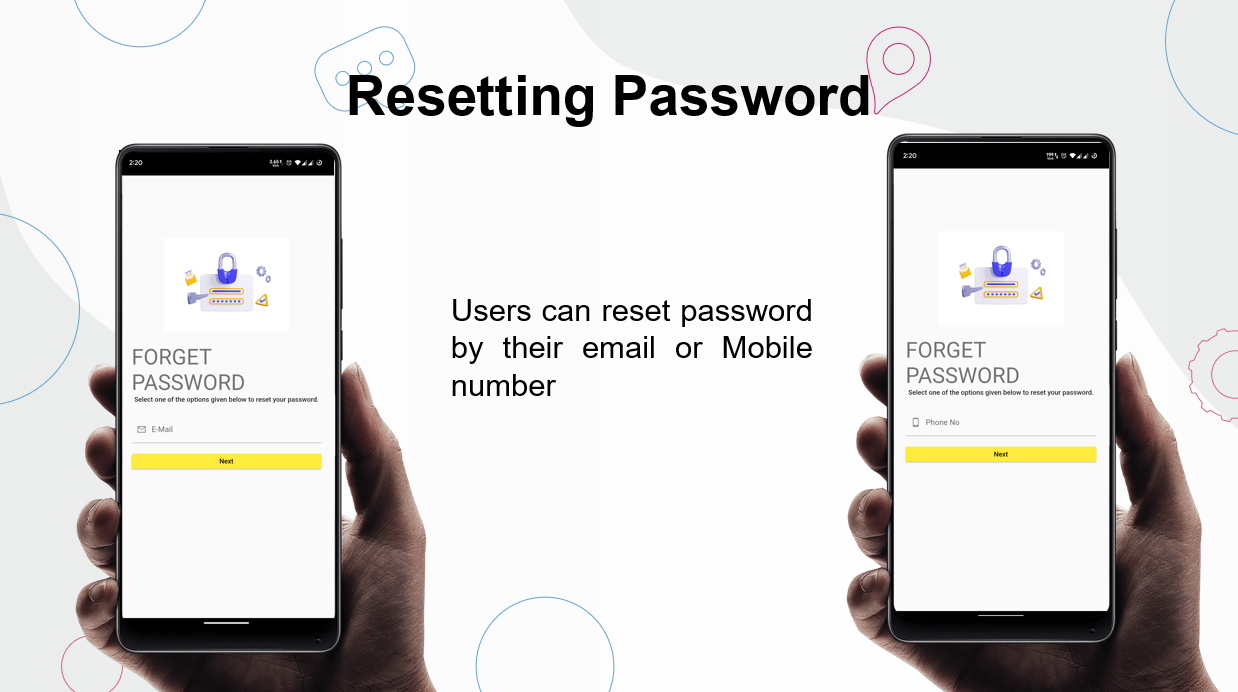 Resetting Password
2:20
FORGET
PASSWORD
Select one of the options given below to reset your password.
E-Mail
Next
Users can reset password
by their email or Mobile
number
2:20
FORGET
PASSWORD
Select one of the options given below to reset your password.
Phone No
Next